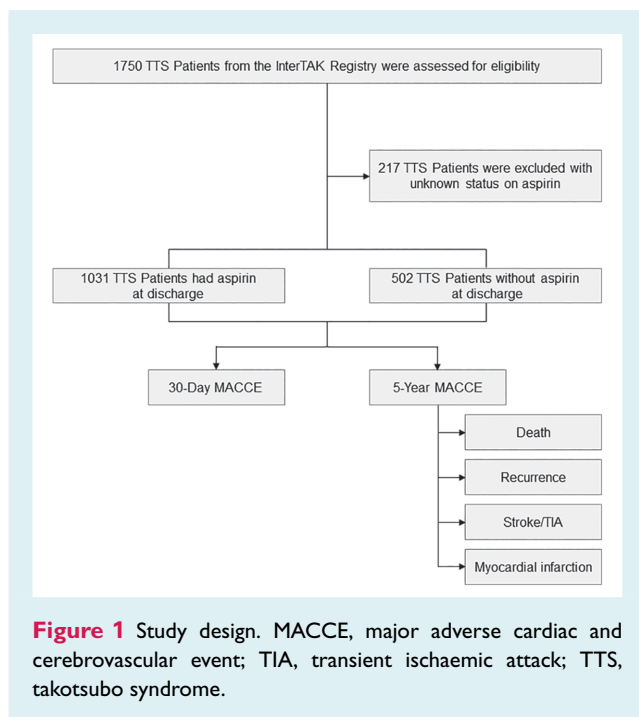 1750 TTS Patients from the InterTAK Registry were assessed for eligibility
217 TTS Patients were excluded with
unknown status on aspirin
1031 TTS Patients had aspirin
at discharge
502 TTS Patients without aspirin
at discharge
30-Day MACCE
5-Year MACCE
Death
Recurrence
Stroke/TIA
Myocardial infarction
Figure 1 Study design. MACCE, major adverse cardiac and
cerebrovascular event; TIA, transient ischaemic attack; TTS,
takotsubo syndrome.